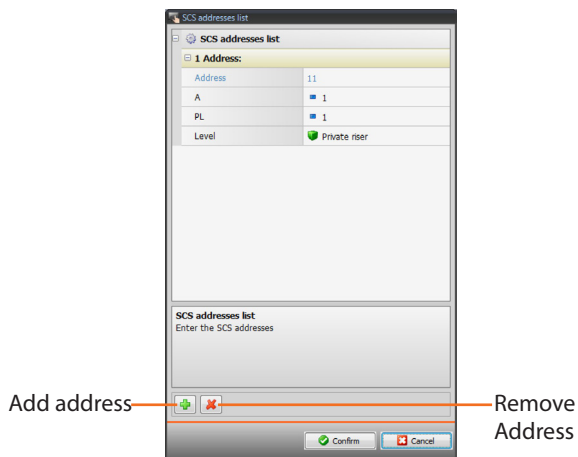 SCS addresses list
SCS addresses list
1 Address:
Address 11
A 1
PL 1
Level Private riser
SCS addresses list
Enter the SCS addresses
Add address
Remove
Address
Confirm Cancel